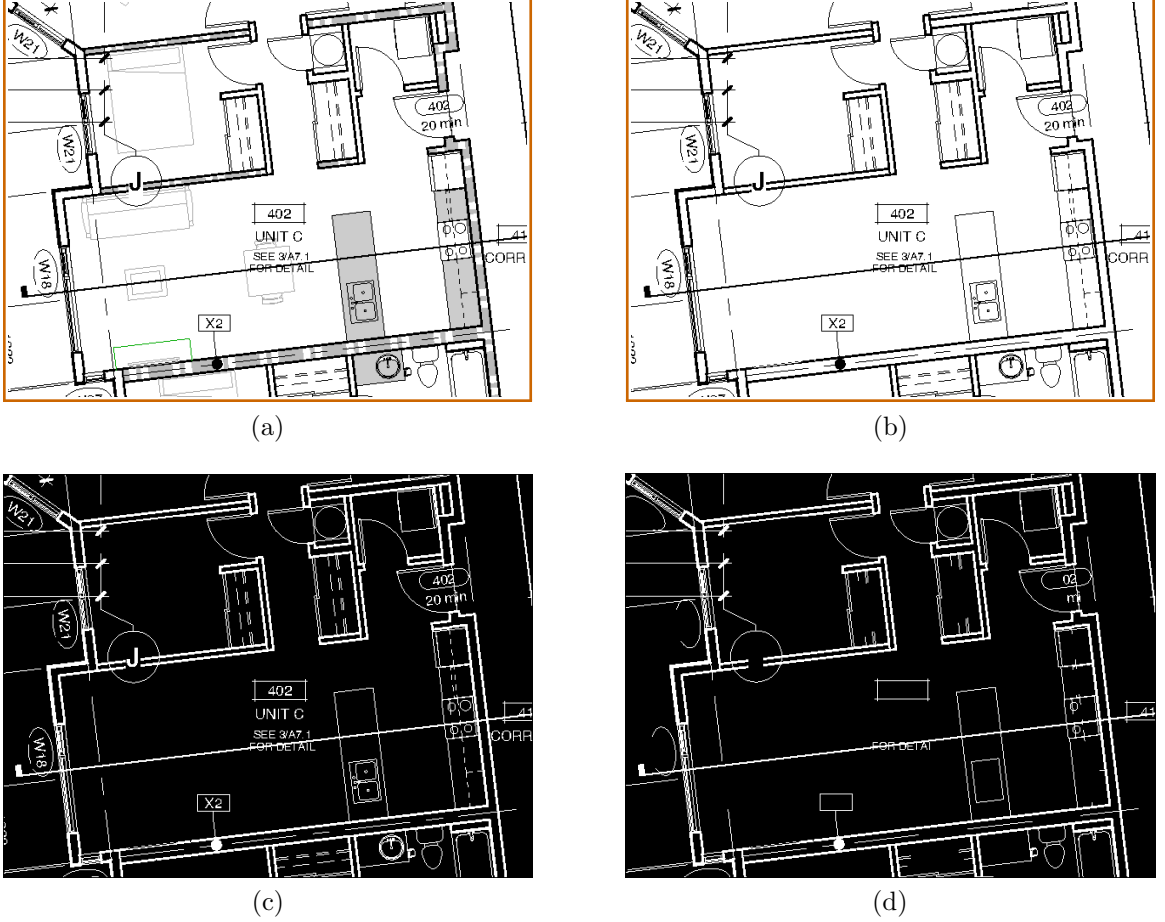 W21
402
20 min
W21
J
402
UNIT C
SEE 3/A7.1
FOR DETAIL
41
CORR
W18
X2
(a)
W21
402
20 min
W21
J
402
UNIT C
SEE 3/A7.1
FOR DETAIL
41
CORR
W18
X2
(b)
W21
402
20 min
W21
J
402
UNIT C
SEE 3/A7.1
FOR DETAIL
41
CORR
W18
X2
(c)
02
mi
41
FOR DETAI
(d)